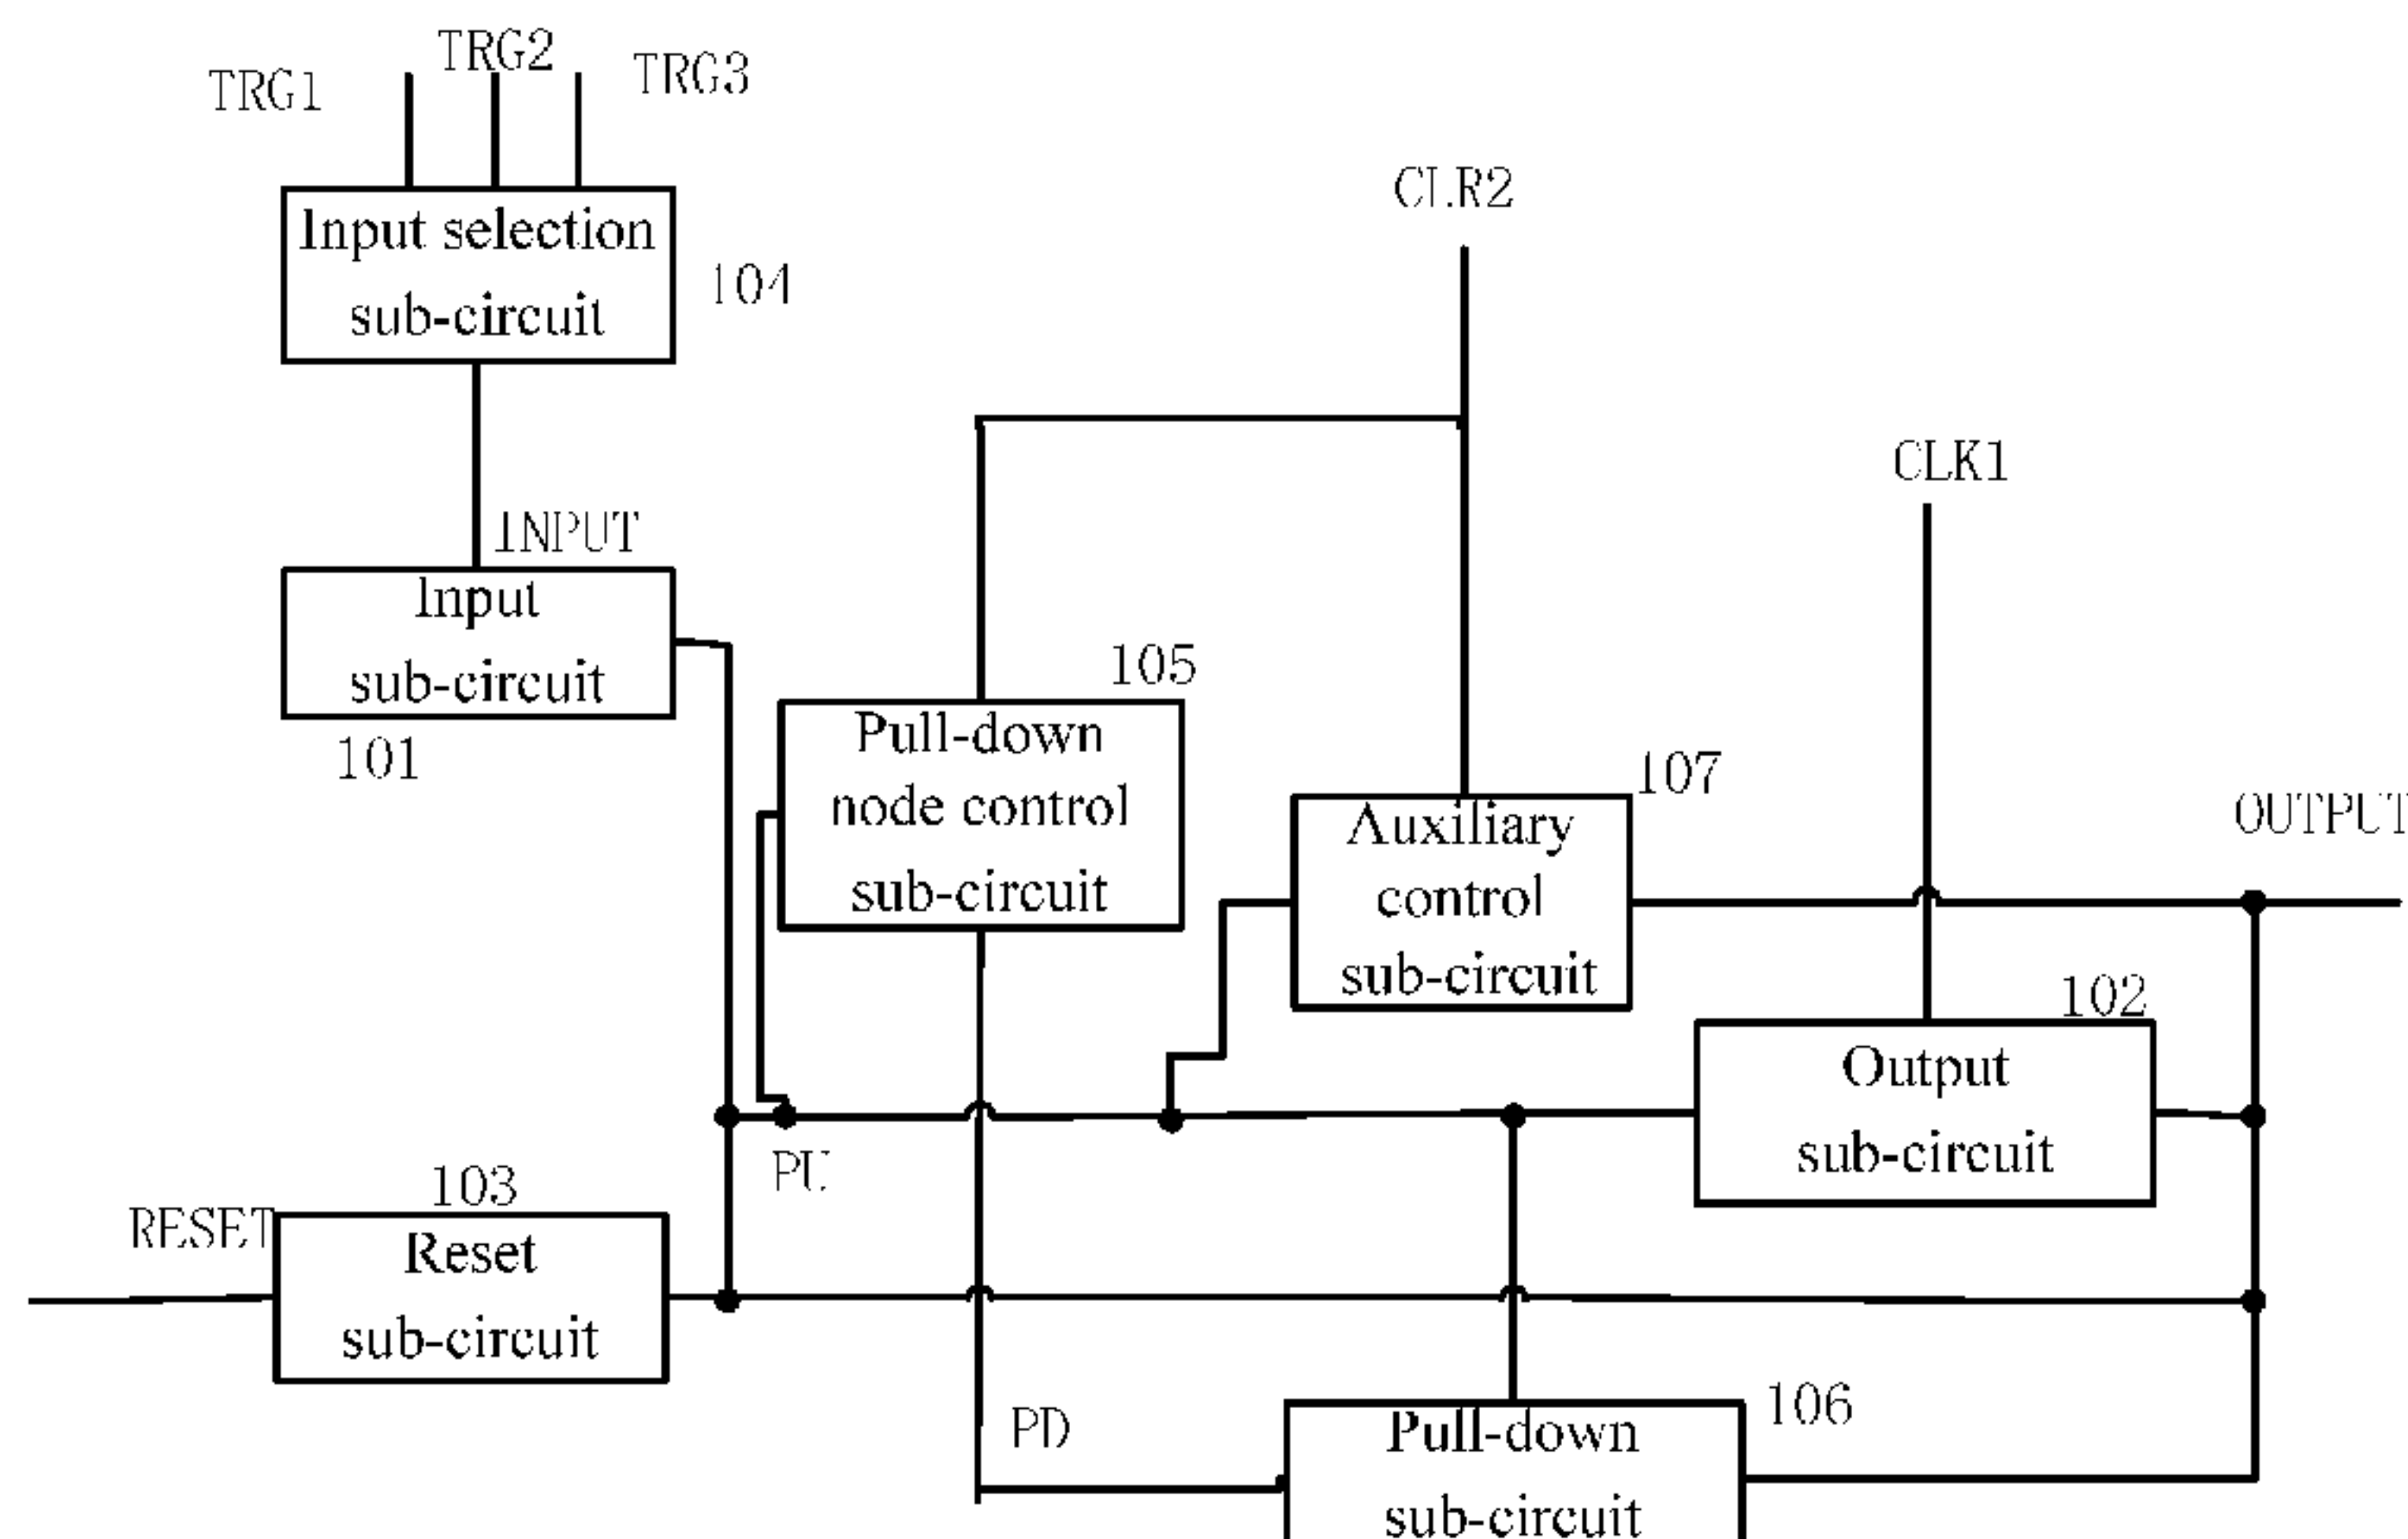 TRG1
TRG2
TRG3
Input selection
sub-circuit
104
CLR2
CLK1
INPUT
Input
sub-circuit
101
105
Pull-down
node control
sub-circuit
107
Auxiliary
control
sub-circuit
OUTPUT
102
Output
sub-circuit
PU
103
RESET
Reset
sub-circuit
PD
106
Pull-down
sub-circuit